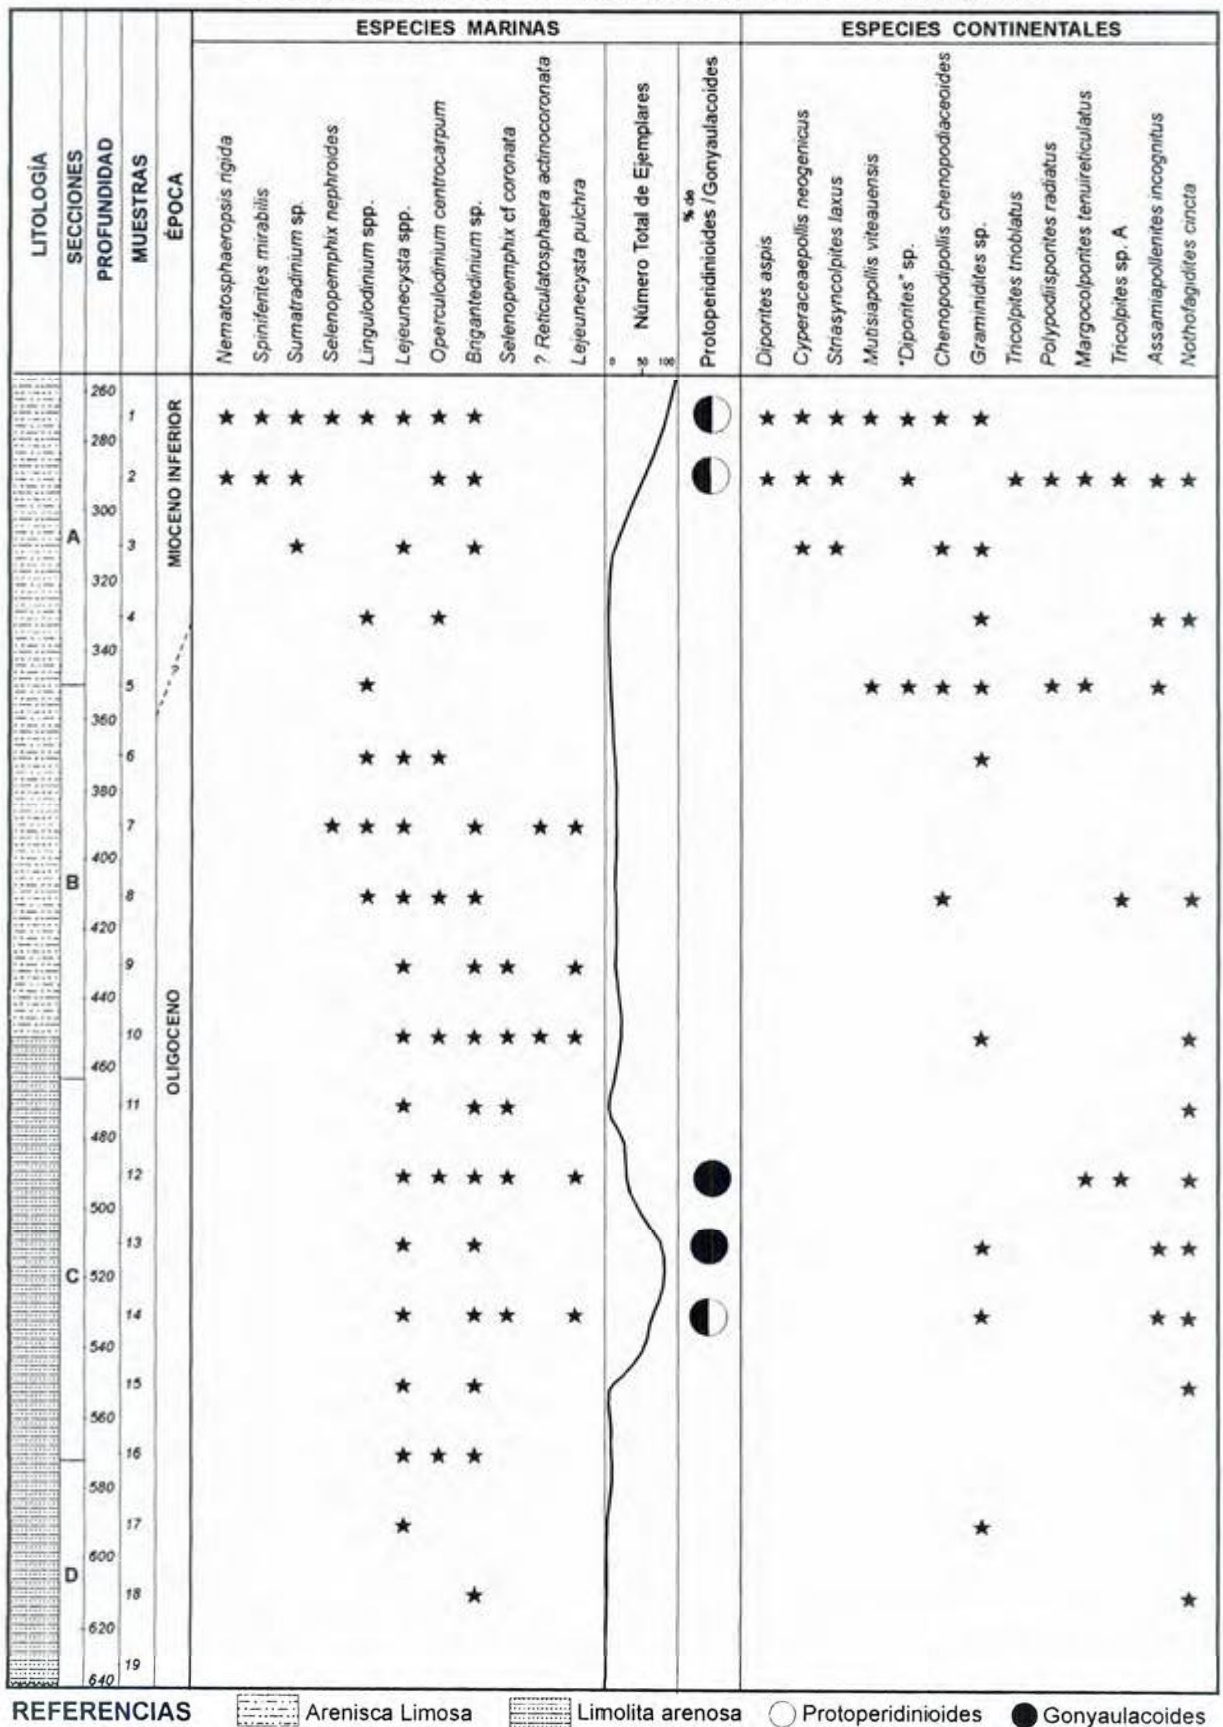 ESPECIES MARINAS
ESPECIES CONTINENTALES
LITOLOGÍA
SECCIONES
PROFUNDIDAD
MUESTRAS
ÉPOCA
Nematosphaeropsis rigida
Spiniferites mirabilis
Sumatradinium sp.
Selenopemphix nephroides
Lingulodinium spp.
Lejeunecysta spp.
Operculodinium centrocarpum
Brigantedinium sp.
Selenopemphix cf coronata
? Reticulatosphaera actinocoronata
Lejeunecysta pulchra
Número Total de Ejemplares
0 50 100
% de
Protoperidinioides / Gonyaulacoides
Diporites aspis
Cyperaceaepollis neogenicus
Striasyncolpites laxus
Mutisiapollis viteauensis
"Diporites" sp.
Chenopodipollis chenopodiaceoides
Graminidites sp.
Tricolpites trioblatus
Polypodiisporites radiatus
Margocolporites tenuireticulatus
Tricolpites sp. A
Assamiapollenites incognitus
Nothofagidites cincta
260
1
280
2
300
A
3
320
4
340
5
360
6
380
7
400
B
8
420
9
440
10
460
11
480
12
500
13
C
520
14
540
15
560
16
580
17
600
D
18
620
19
640
MIOCENO INFERIOR
?
OLIGOCENO
REFERENCIAS
Arenisca Limosa
Limolita arenosa
Protoperidinioides
Gonyaulacoides